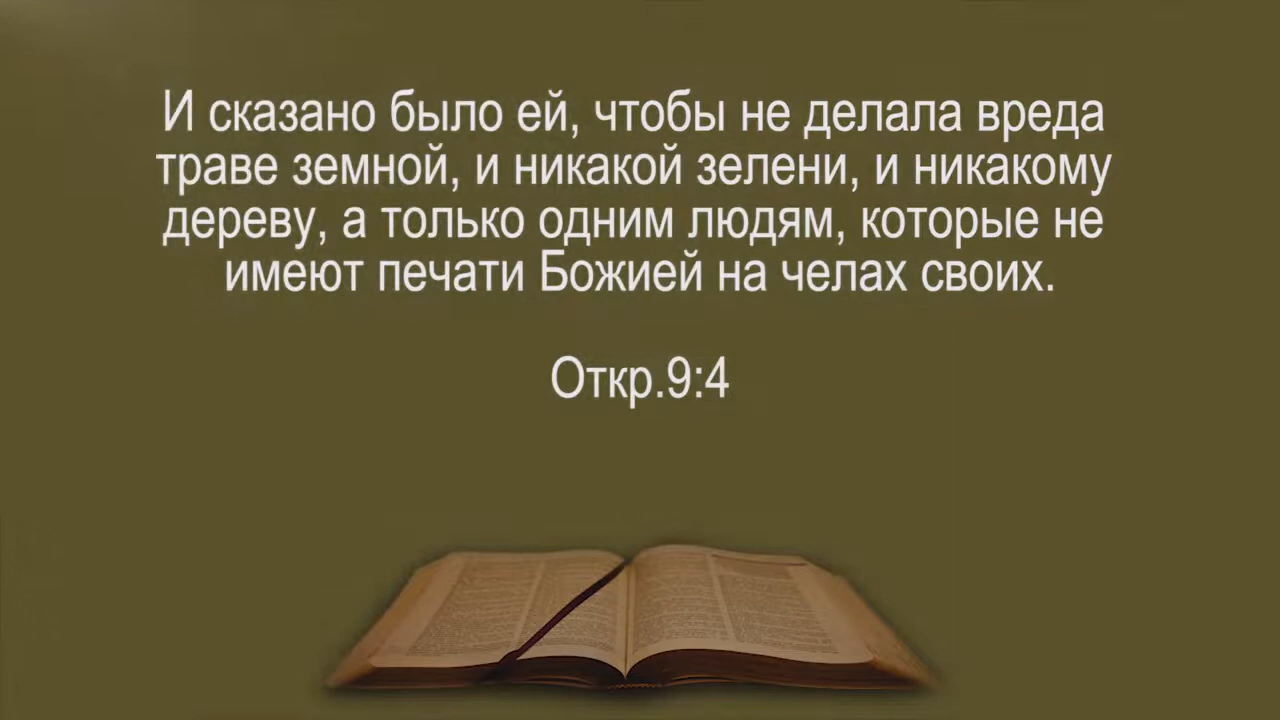 И сказано было ей, чтобы не делала вреда
траве земной, и никакой зелени, и никакому
дереву, а только одним людям, которые не
имеют печати Божией на челах своих.
Откр.9:4